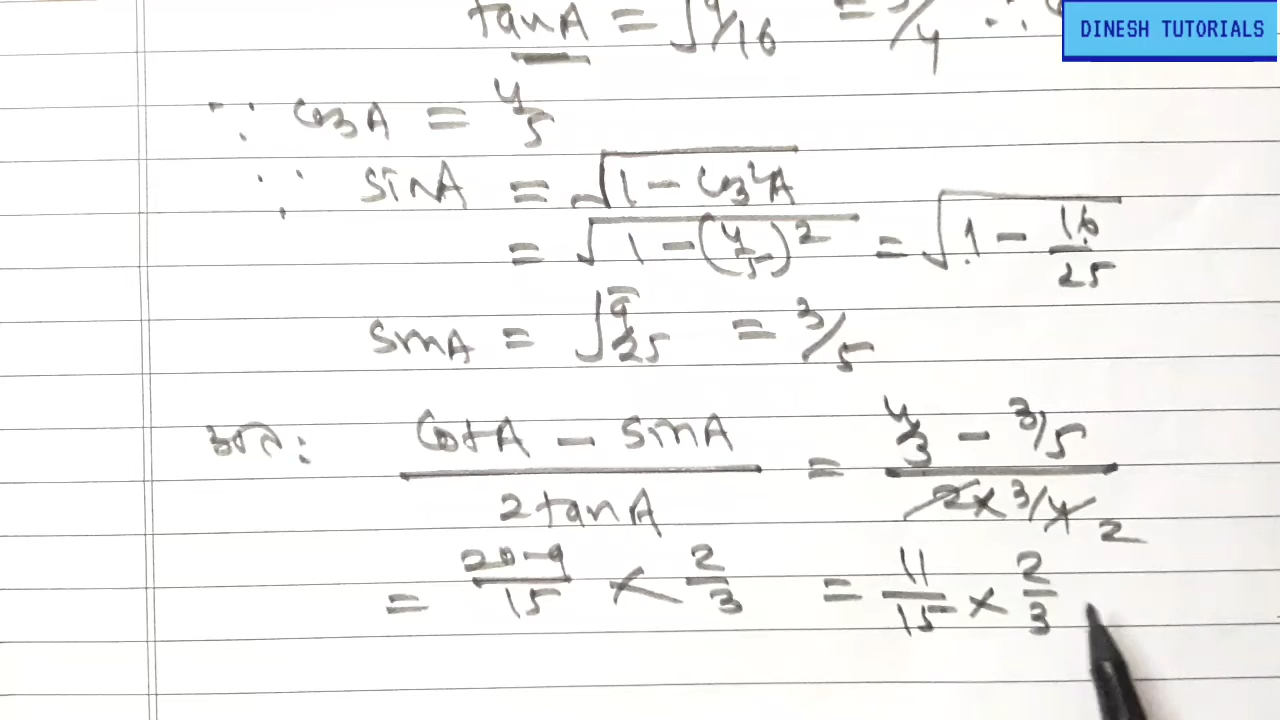 DINESH TUTORIALS
tanA = √9/16 = 3/4 ∴
∵ cosA = 4/5
∴ sinA = √1 - cos²A
= √1 - (4/5)² = √1 - 16/25
sinA = √9/25 = 3/5
अतः cotA - sinA / 2tanA = 4/3 - 3/5 / 2×3/4 2
= 20-9/15 × 2/3 = 11/15 × 2/3